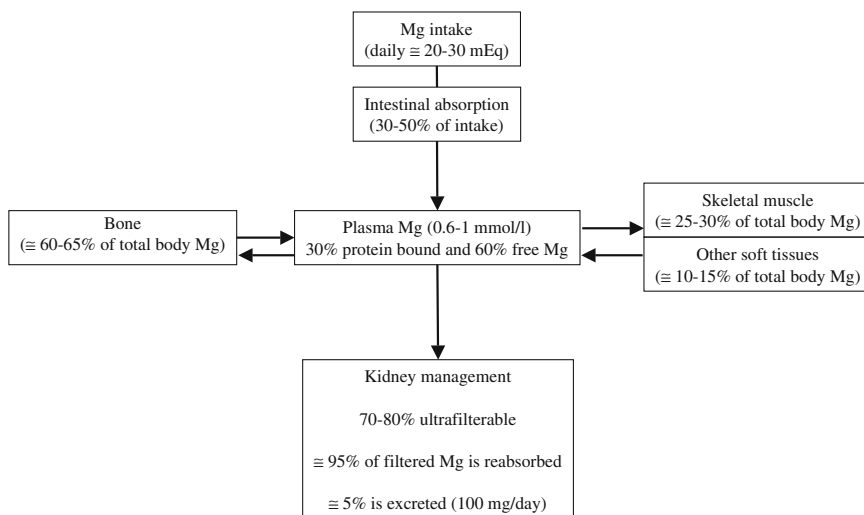 Mg intake
(daily ≅ 20-30 mEq)
Intestinal absorption
(30-50% of intake)
Bone
(≅ 60-65% of total body Mg)
Plasma Mg (0.6-1 mmol/l)
30% protein bound and 60% free Mg
Skeletal muscle
(≅ 25-30% of total body Mg)
Other soft tissues
(≅ 10-15% of total body Mg)
Kidney management
70-80% ultrafilterable
≅ 95% of filtered Mg is reabsorbed
≅ 5% is excreted (100 mg/day)